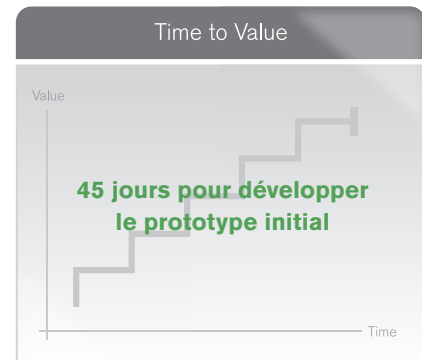 Time to Value
Value
45 jours pour développer
le prototype initial
Time